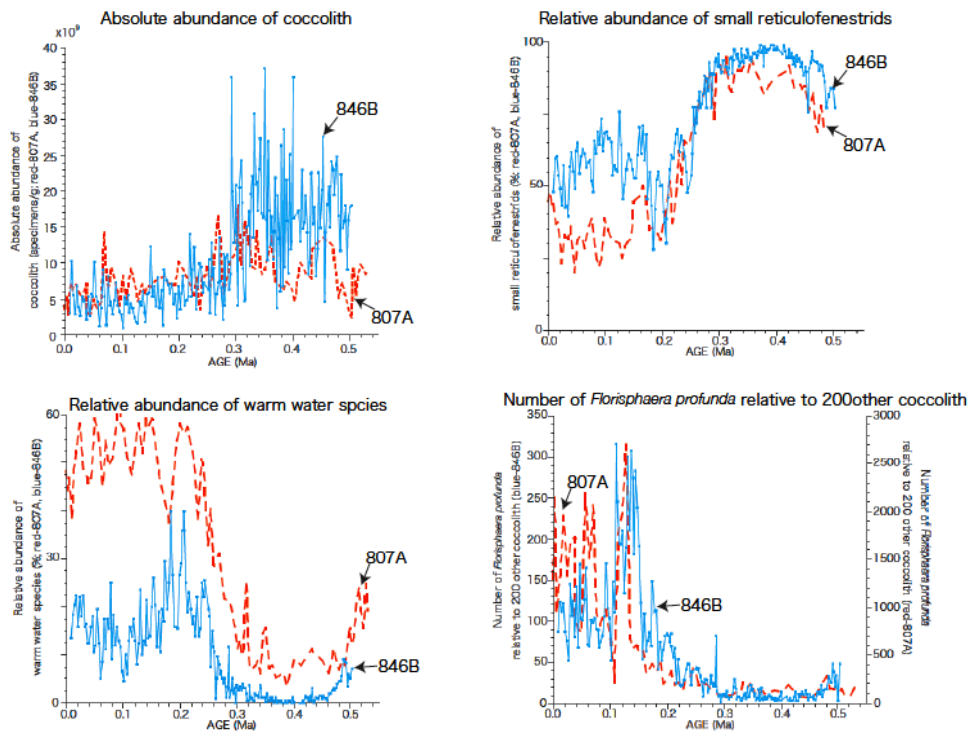 Absolute abundance of coccolith
x10⁹
40
35
30
25
20
15
10
5
0
Absolute abundance of
coccolith (specimens/g; red-807A, blue-846B)
846B
807A
0.0 0.1 0.2 0.3 0.4 0.5
AGE (Ma)
Relative abundance of small reticulofenestrids
100
50
0
Relative abundance of
small reticulofenestrids (%; red-807A, blue-846B)
846B
807A
0.0 0.1 0.2 0.3 0.4 0.5
AGE (Ma)
Relative abundance of warm water spcies
60
30
0
Relative abundance of
warm water species (%; red-807A, blue-846B)
807A
846B
0.0 0.1 0.2 0.3 0.4 0.5
AGE (Ma)
Number of Florisphaera profunda relative to 200other coccolith
350
300
250
200
150
100
50
0
Number of Florisphaera profunda
relative to 200 other coccolith (blue-846B)
807A
846B
3000
2500
2000
1500
1000
500
0
Number of Florisphaera profunda
relative to 200 other coccolith (red-807A)
0.0 0.1 0.2 0.3 0.4 0.5
AGE (Ma)